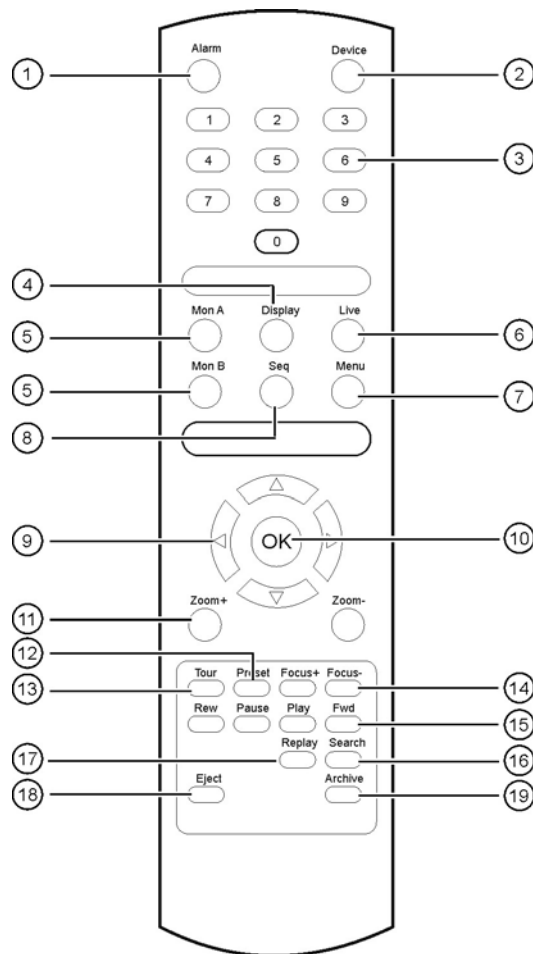 Alarm Device
1 2
1 2 3
4 5 6 3
7 8 9
0
4
Mon A Display Live
5 6
Mon B Seq Menu
5 7
8
9 OK 10
Zoom+ Zoom-
11
12
Tour Preset Focus+ Focus-
13 14
Rew Pause Play Fwd
15
Replay Search
17 16
Eject Archive
18 19